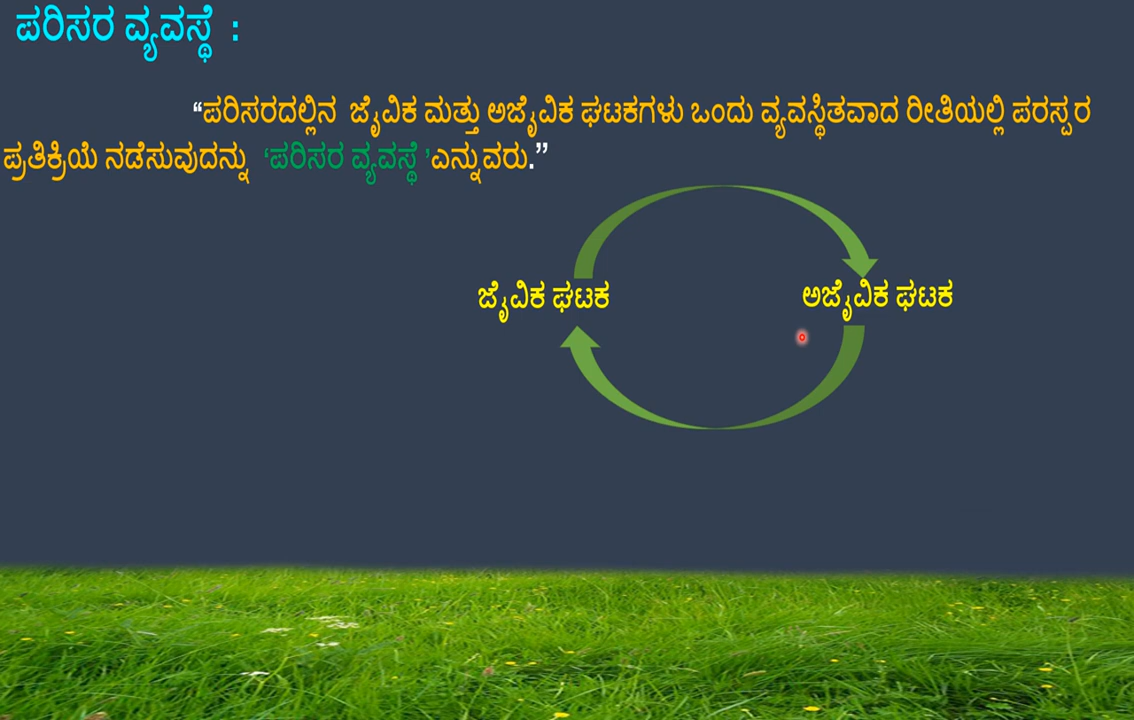 ಪರಿಸರ ವ್ಯವಸ್ಥೆ :
“ಪರಿಸರದಲ್ಲಿನ ಜೈವಿಕ ಮತ್ತು ಅಜೈವಿಕ ಘಟಕಗಳು ಒಂದು ವ್ಯವಸ್ಥಿತವಾದ ರೀತಿಯಲ್ಲಿ ಪರಸ್ಪರ
ಪ್ರತಿಕ್ರಿಯೆ ನಡೆಸುವುದನ್ನು ‘ಪರಿಸರ ವ್ಯವಸ್ಥೆ ’ಎನ್ನುವರು.”
ಜೈವಿಕ ಘಟಕ ಅಜೈವಿಕ ಘಟಕ